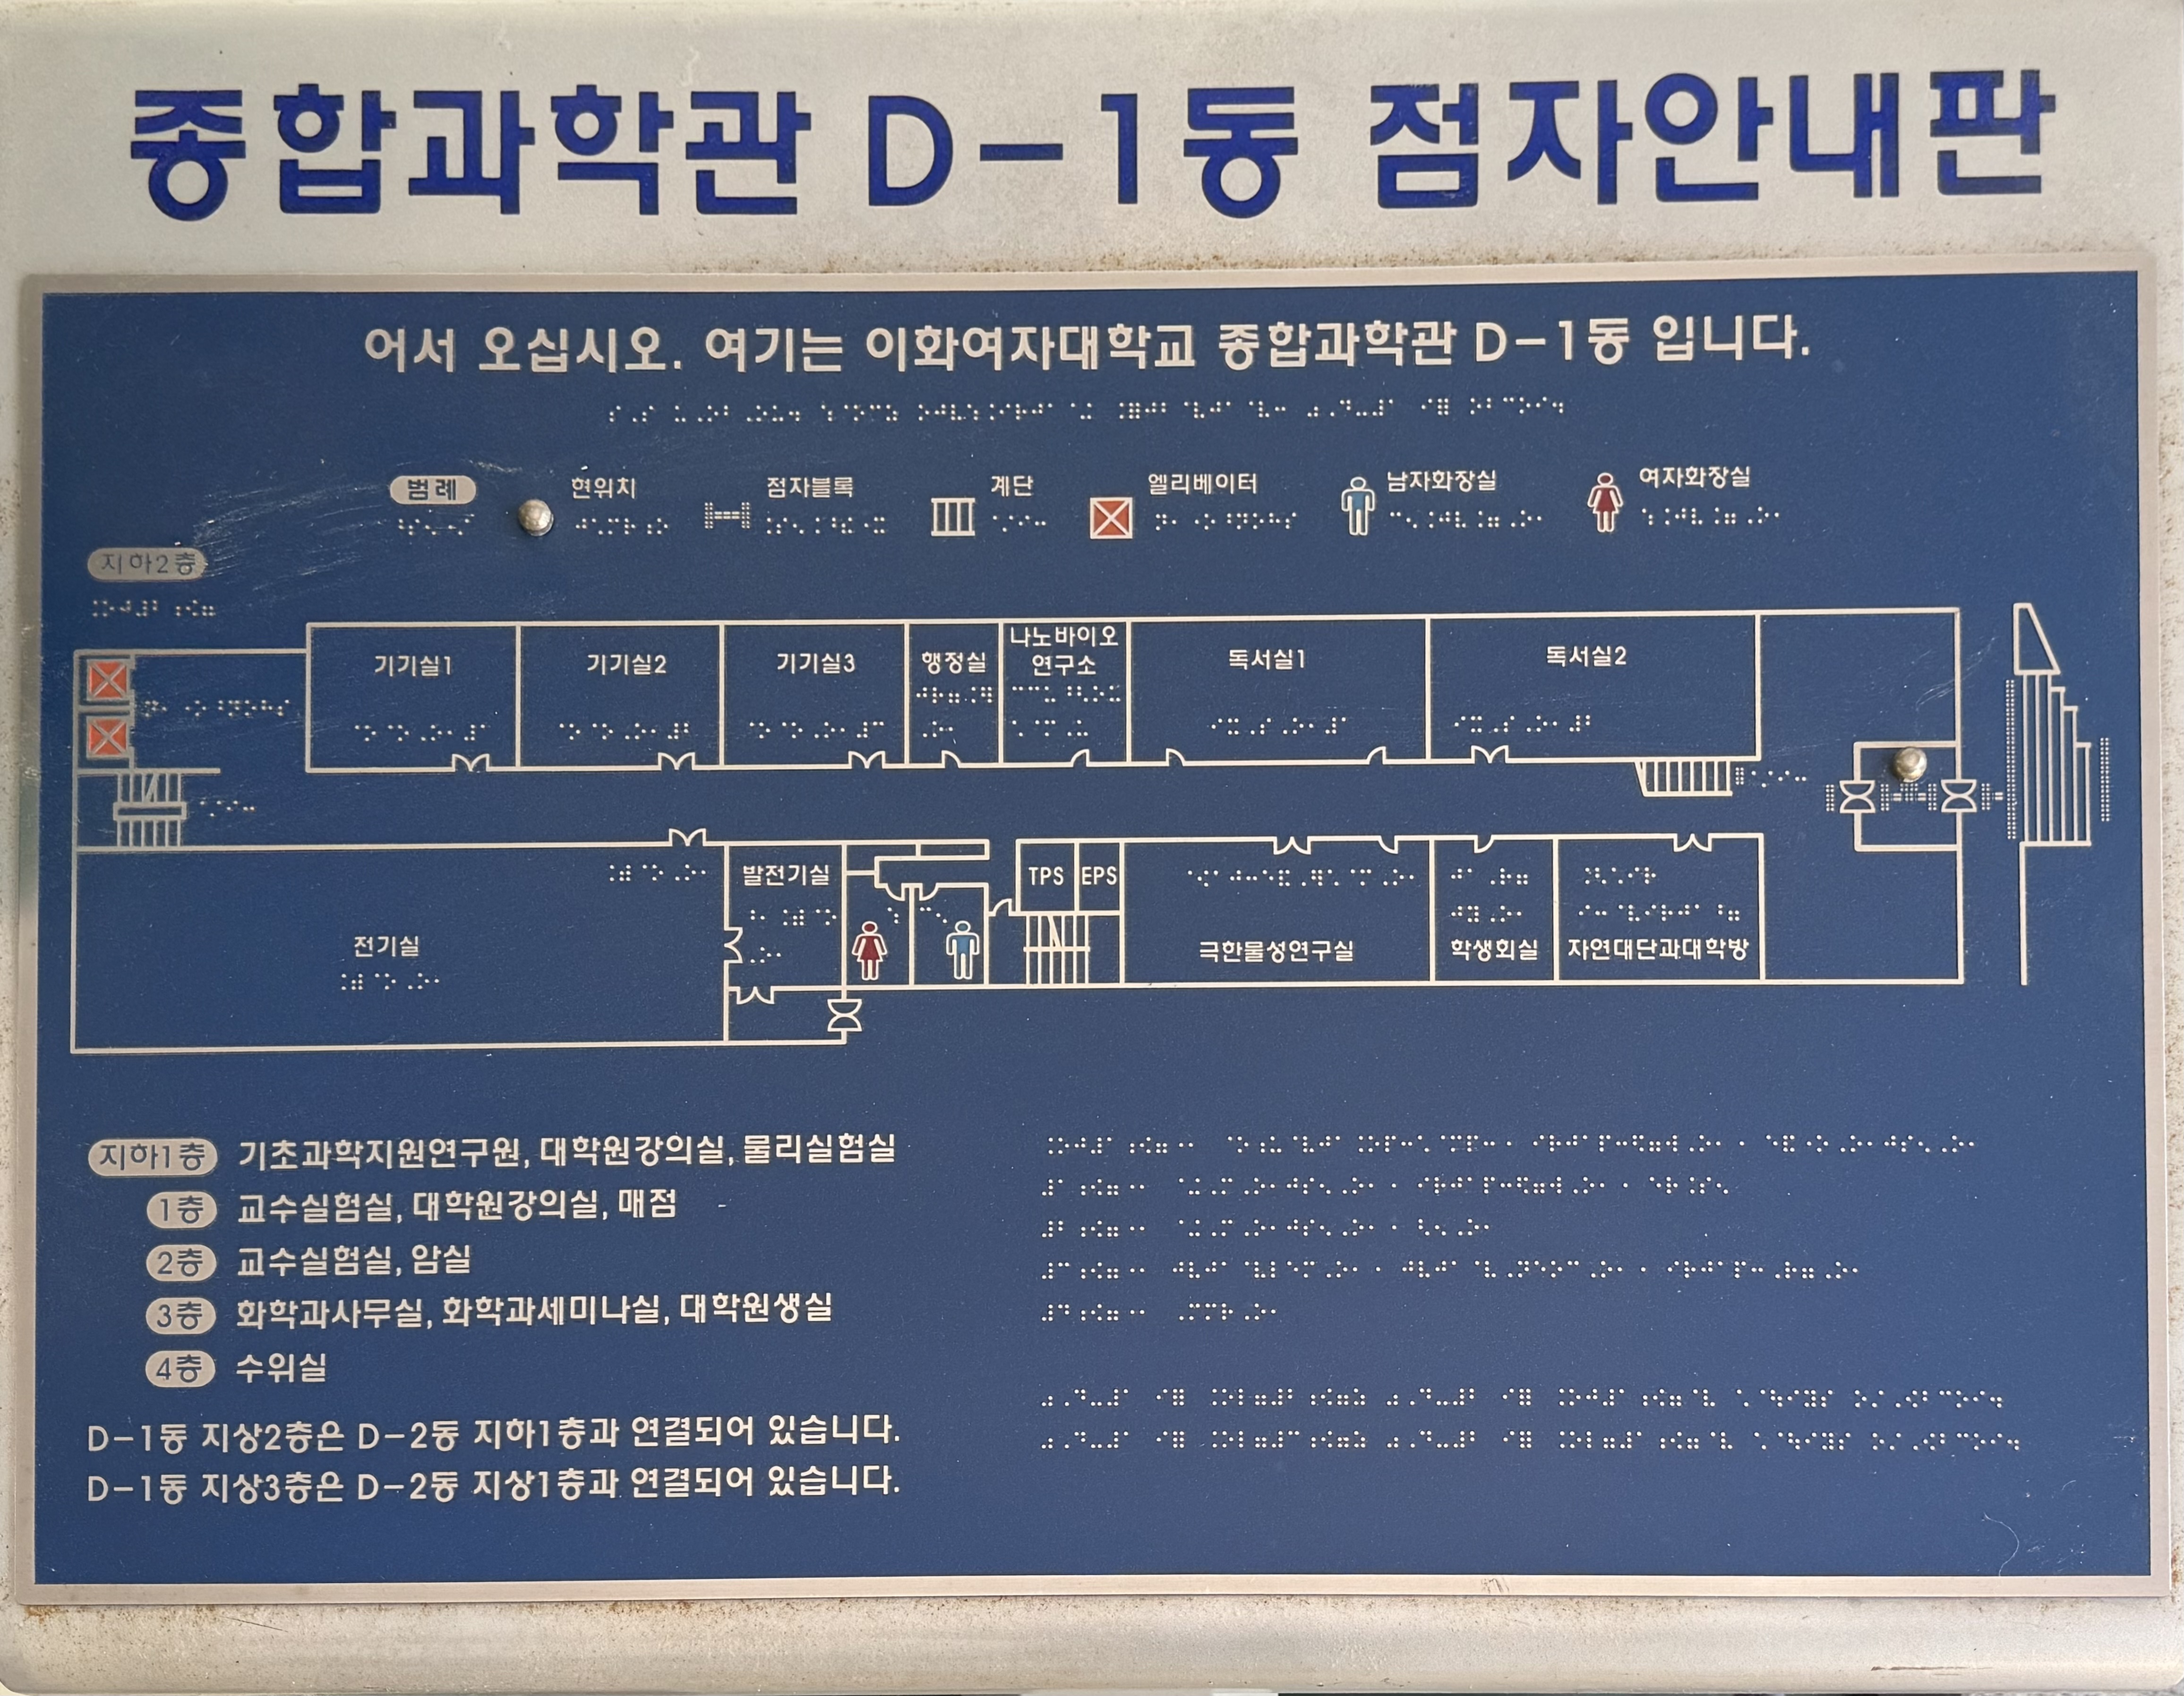 종합과학관 D-1동 점자안내판
어서 오십시오. 여기는 이화여자대학교 종합과학관 D-1동 입니다.
범례
현위치
점자블록
계단
엘리베이터
남자화장실
여자화장실
지하2층
기기실1
기기실2
기기실3
행정실
나노바이오
연구소
독서실1
독서실2
발전기실
TPS
EPS
전기실
극한물성연구실
학생회실
자연대단과대학방
지하1층 기초과학지원연구원, 대학원강의실, 물리실험실
1층 교수실험실, 대학원강의실, 매점
2층 교수실험실, 암실
3층 화학과사무실, 화학과세미나실, 대학원생실
4층 수위실
D-1동 지상2층은 D-2동 지하1층과 연결되어 있습니다.
D-1동 지상3층은 D-2동 지상1층과 연결되어 있습니다.